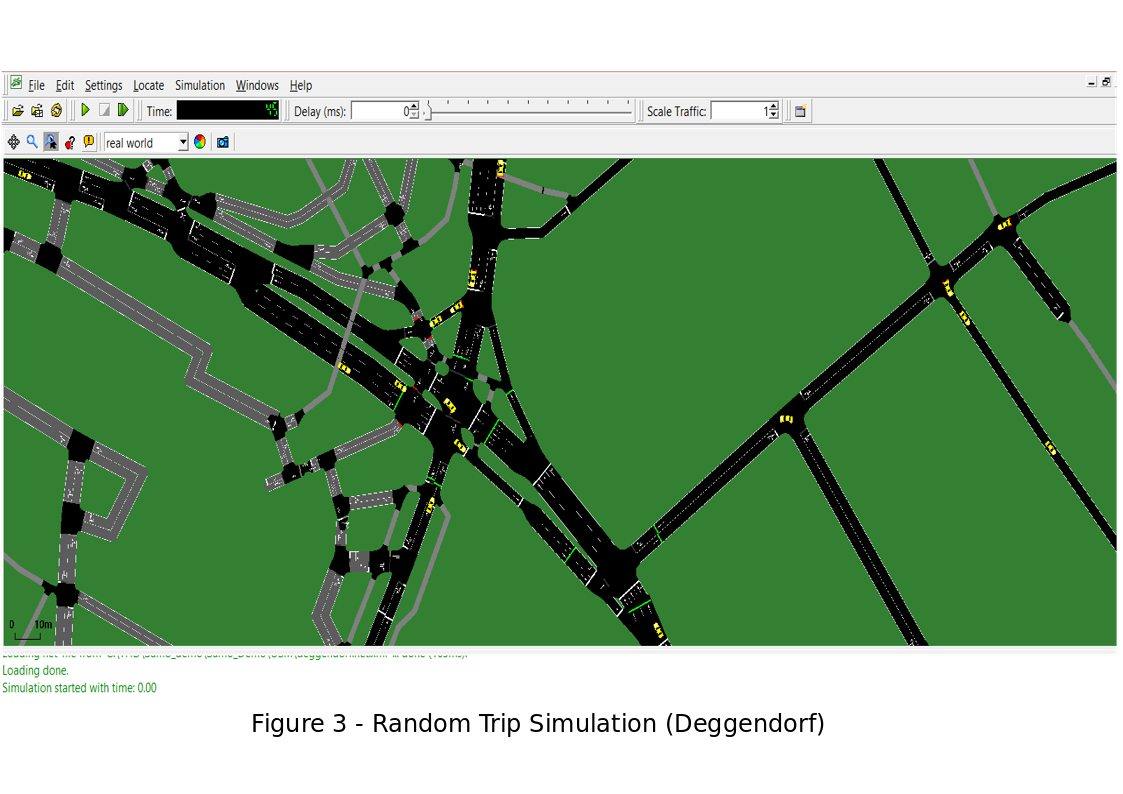 File Edit Settings Locate Simulation Windows Help
Time: Delay (ms): 0 Scale Traffic: 1
real world
0 10m
Loading done.
Simulation started with time: 0.00
Figure 3 - Random Trip Simulation (Deggendorf)